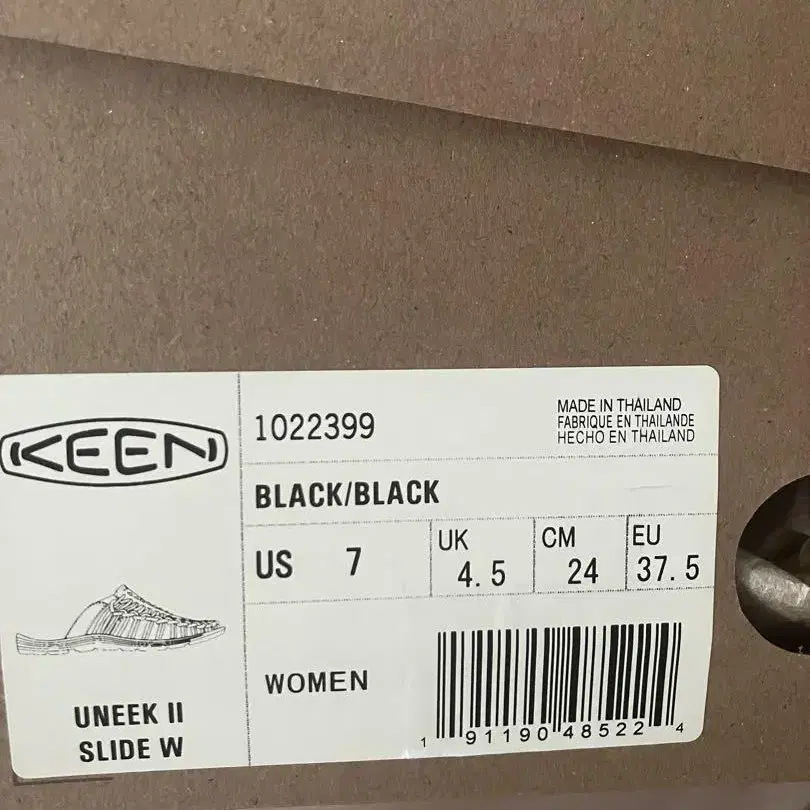 KEEN
1022399
MADE IN THAILAND
FABRIQUE EN THAILANDE
HECHO EN THAILAND
BLACK/BLACK
US 7
UK 4.5
CM 24
EU 37.5
UNEEK II
SLIDE W
WOMEN
1 91190 48522 4